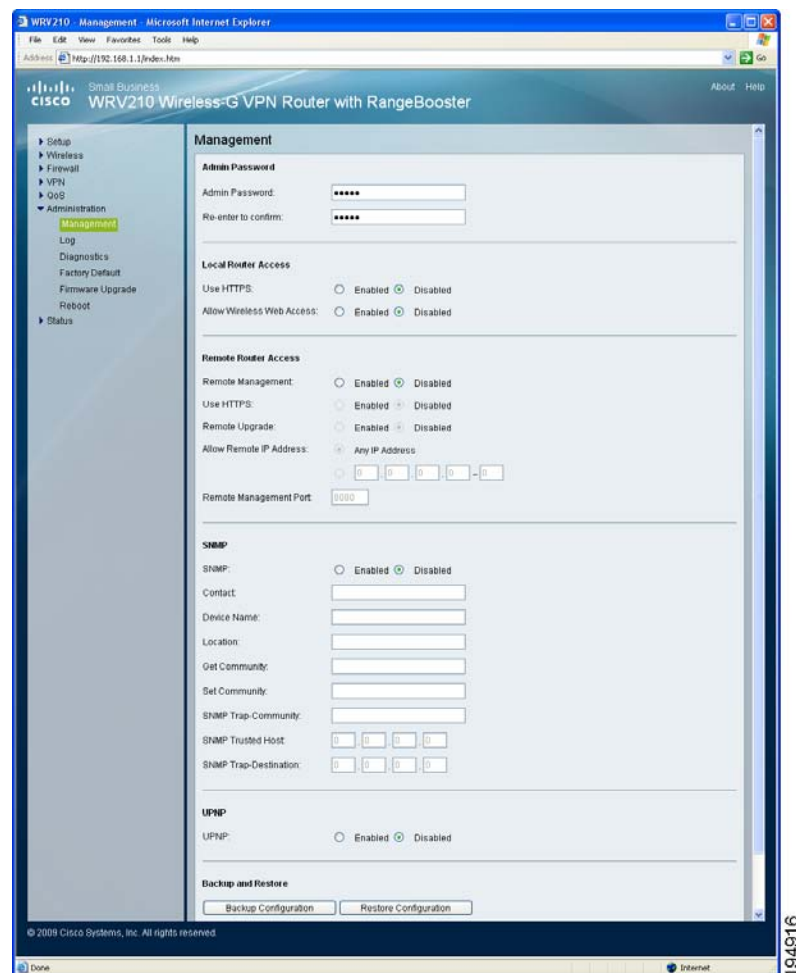 WRV210 - Management - Microsoft Internet Explorer
File Edit View Favorites Tools Help
Address http://192.168.1.1/index.htm Go
Small Business
cisco WRV210 Wireless-G VPN Router with RangeBooster
About Help
Setup
Wireless
Firewall
VPN
QoS
Administration
Management
Log
Diagnostics
Factory Default
Firmware Upgrade
Reboot
Status
Management
Admin Password
Admin Password: •••••
Re-enter to confirm: •••••
Local Router Access
Use HTTPS: Enabled Disabled
Allow Wireless Web Access: Enabled Disabled
Remote Router Access
Remote Management: Enabled Disabled
Use HTTPS: Enabled Disabled
Remote Upgrade: Enabled Disabled
Allow Remote IP Address: Any IP Address
0 . 0 . 0 . 0 - 0
Remote Management Port: 8080
SNMP
SNMP: Enabled Disabled
Contact:
Device Name:
Location:
Get Community:
Set Community:
SNMP Trap-Community:
SNMP Trusted Host: 0 . 0 . 0 . 0
SNMP Trap-Destination: 0 . 0 . 0 . 0
UPNP
UPNP: Enabled Disabled
Backup and Restore
Backup Configuration Restore Configuration
© 2009 Cisco Systems, Inc. All rights reserved.
Done Internet
194916